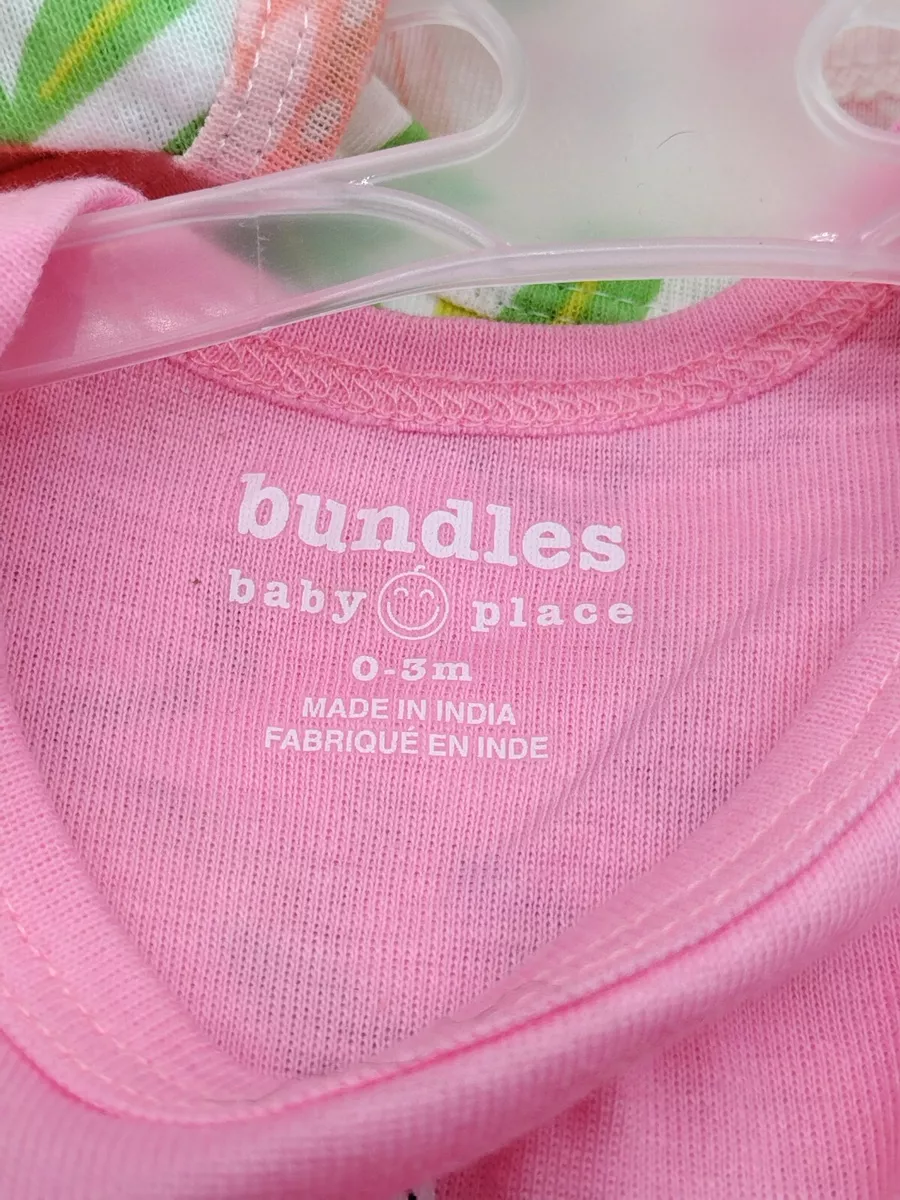 bundles
baby place
0-3m
MADE IN INDIA
FABRIQUÉ EN INDE